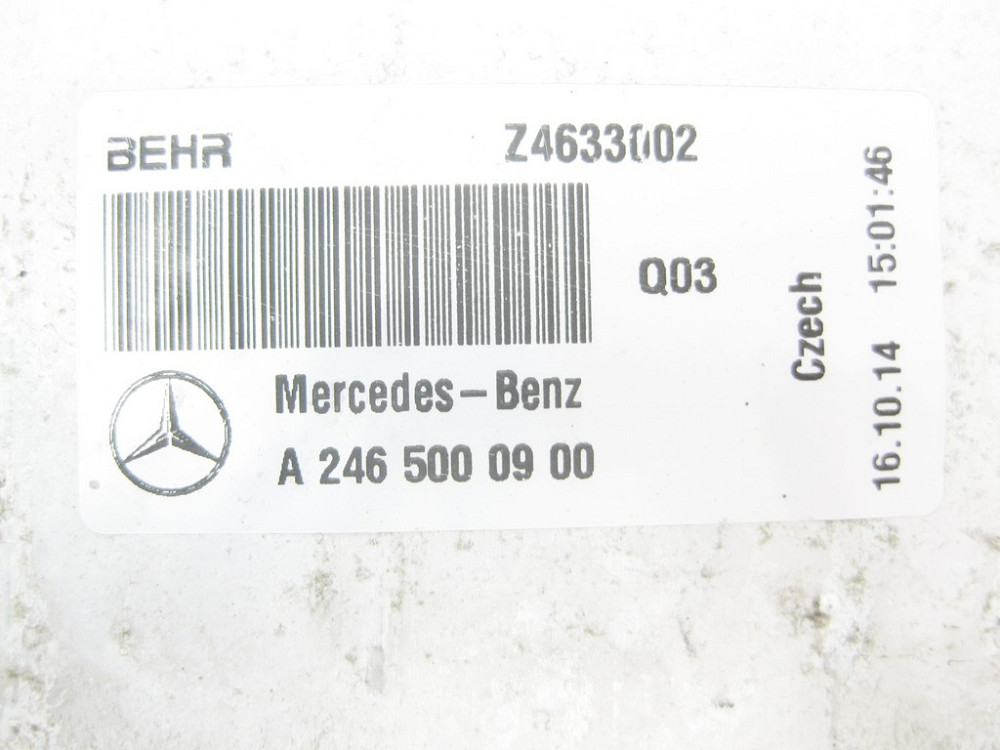 BEHR Z4633002
Q03
Mercedes-Benz
A 246 500 09 00
Czech
16.10.14 15:01:46